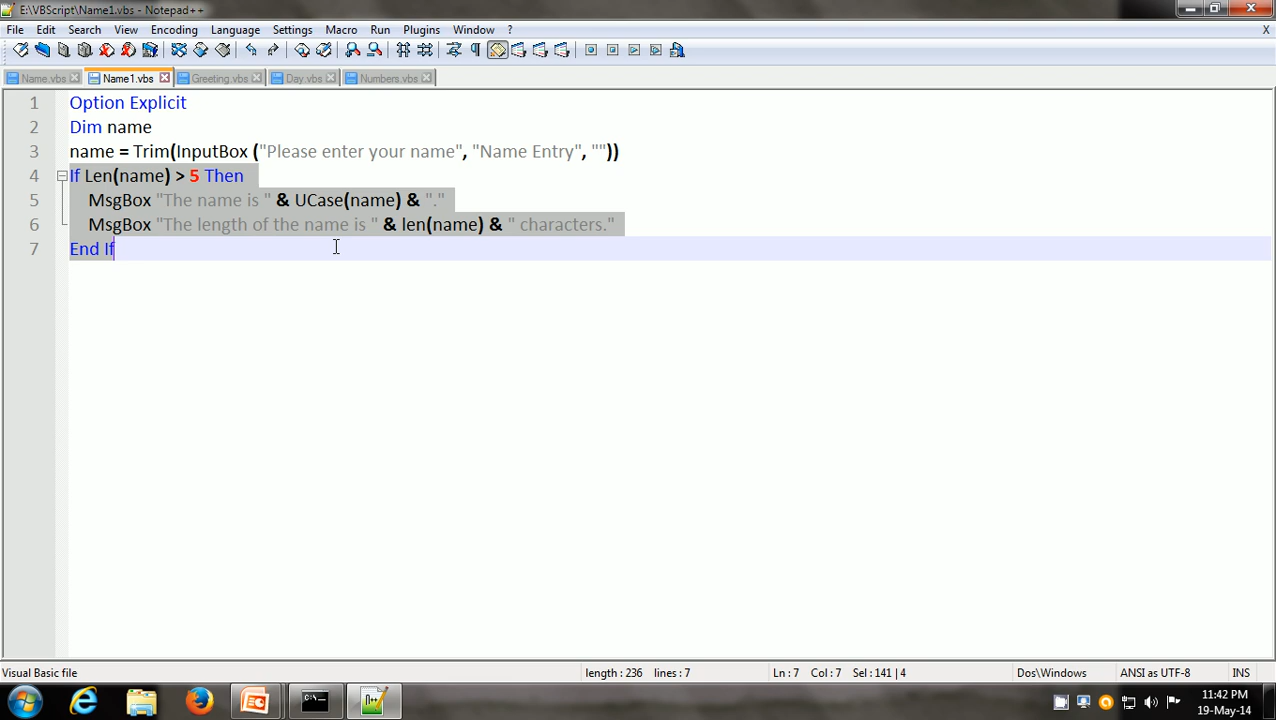 E:\VBScript\Name1.vbs - Notepad++
File Edit Search View Encoding Language Settings Macro Run Plugins Window ? X
Name.vbs Name1.vbs Greeting.vbs Day.vbs Numbers.vbs
1 Option Explicit
2 Dim name
3 name = Trim(InputBox ("Please enter your name", "Name Entry", ""))
4 If Len(name) > 5 Then
5 MsgBox "The name is " & UCase(name) & "."
6 MsgBox "The length of the name is " & len(name) & " characters."
7 End If
Visual Basic file length : 236 lines : 7 Ln : 7 Col : 7 Sel : 141 | 4 Dos\Windows ANSI as UTF-8 INS
11:42 PM
19-May-14